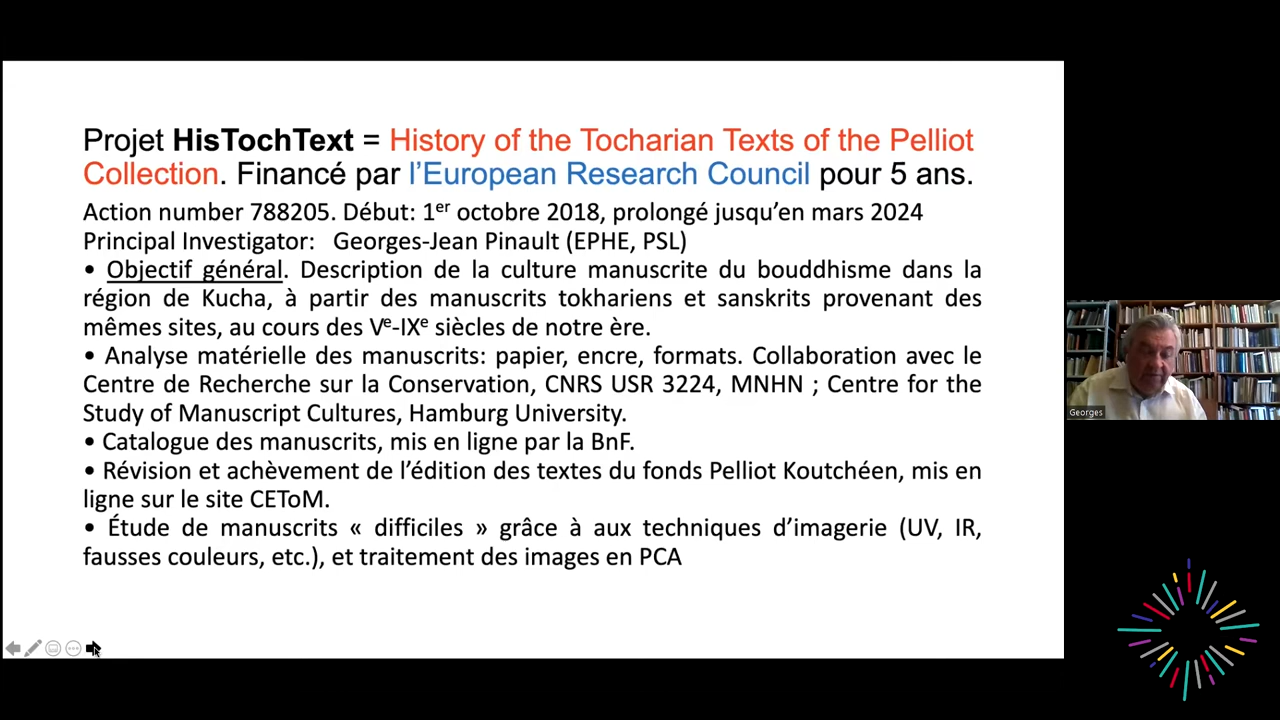 Projet HisTochText = History of the Tocharian Texts of the Pelliot
Collection. Financé par l’European Research Council pour 5 ans.
Action number 788205. Début: 1er octobre 2018, prolongé jusqu’en mars 2024
Principal Investigator: Georges-Jean Pinault (EPHE, PSL)
• Objectif général. Description de la culture manuscrite du bouddhisme dans la
région de Kucha, à partir des manuscrits tokhariens et sanskrits provenant des
mêmes sites, au cours des Ve-IXe siècles de notre ère.
• Analyse matérielle des manuscrits: papier, encre, formats. Collaboration avec le
Centre de Recherche sur la Conservation, CNRS USR 3224, MNHN ; Centre for the
Study of Manuscript Cultures, Hamburg University.
• Catalogue des manuscrits, mis en ligne par la BnF.
• Révision et achèvement de l’édition des textes du fonds Pelliot Koutchéen, mis en
ligne sur le site CEToM.
• Étude de manuscrits « difficiles » grâce à aux techniques d’imagerie (UV, IR,
fausses couleurs, etc.), et traitement des images en PCA
Georges